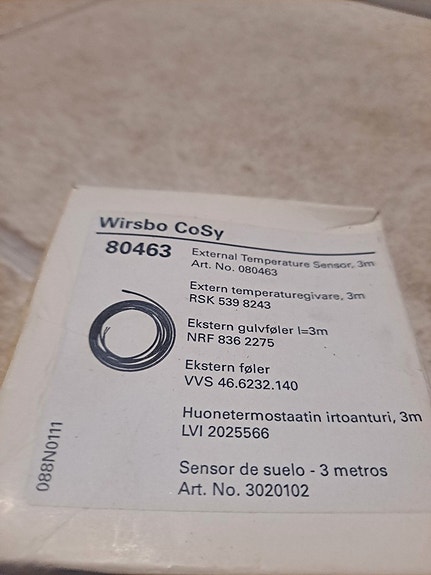 Wirsbo CoSy
80463
External Temperature Sensor, 3m
Art. No. 080463
Extern temperaturegivare, 3m
RSK 539 8243
Ekstern gulvføler l=3m
NRF 836 2275
Ekstern føler
VVS 46.6232.140
Huonetermostaatin irtoanturi, 3m
LVI 2025566
Sensor de suelo - 3 metros
Art. No. 3020102
088N0111